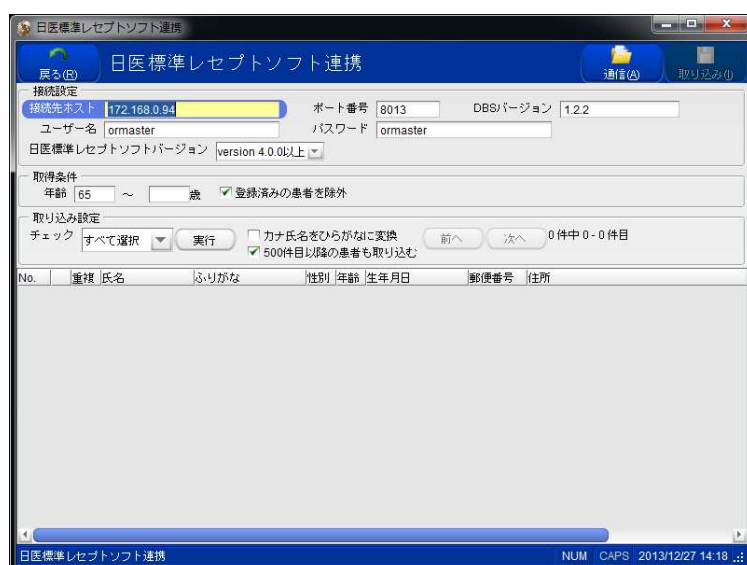 日医標準レセプトソフト連携
戻る(R) 日医標準レセプトソフト連携 通信(A) 取り込み(I)
接続設定
接続先ホスト 172.168.0.94 ポート番号 8013 DBSバージョン 1.2.2
ユーザー名 ormaster パスワード ormaster
日医標準レセプトソフトバージョン version 4.0.0以上
取得条件
年齢 65 ～ 歳 登録済みの患者を除外
取り込み設定
チェック すべて選択 実行 カナ氏名をひらがなに変換 前へ 次へ 0件中 0 - 0件目
500件目以降の患者も取り込む
No. 重複 氏名 ふりがな 性別 年齢 生年月日 郵便番号 住所
日医標準レセプトソフト連携 NUM CAPS 2013/12/27 14:18